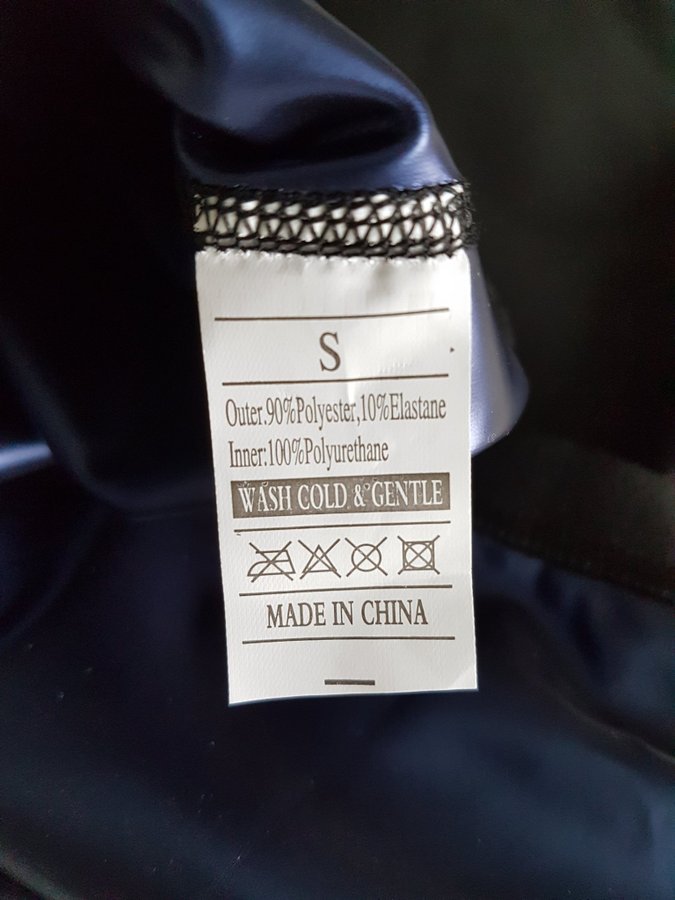 S
Outer:90%Polyester,10%Elastane
Inner:100%Polyurethane
WASH COLD & GENTLE
MADE IN CHINA